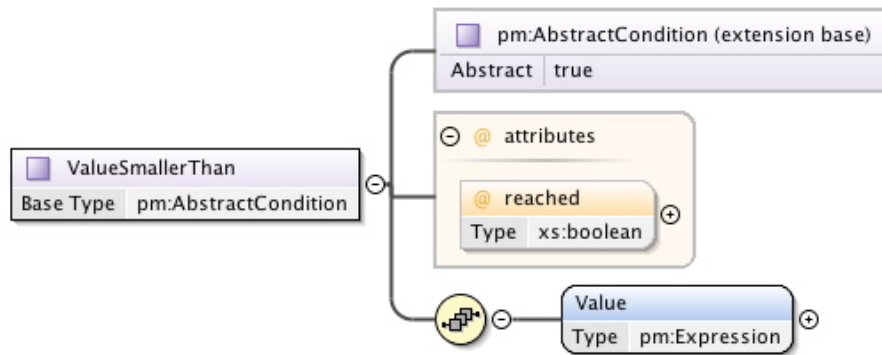 pm:AbstractCondition (extension base)
Abstract true
@ attributes
ValueSmallerThan
Base Type pm:AbstractCondition
@ reached
Type xs:boolean
Value
Type pm:Expression